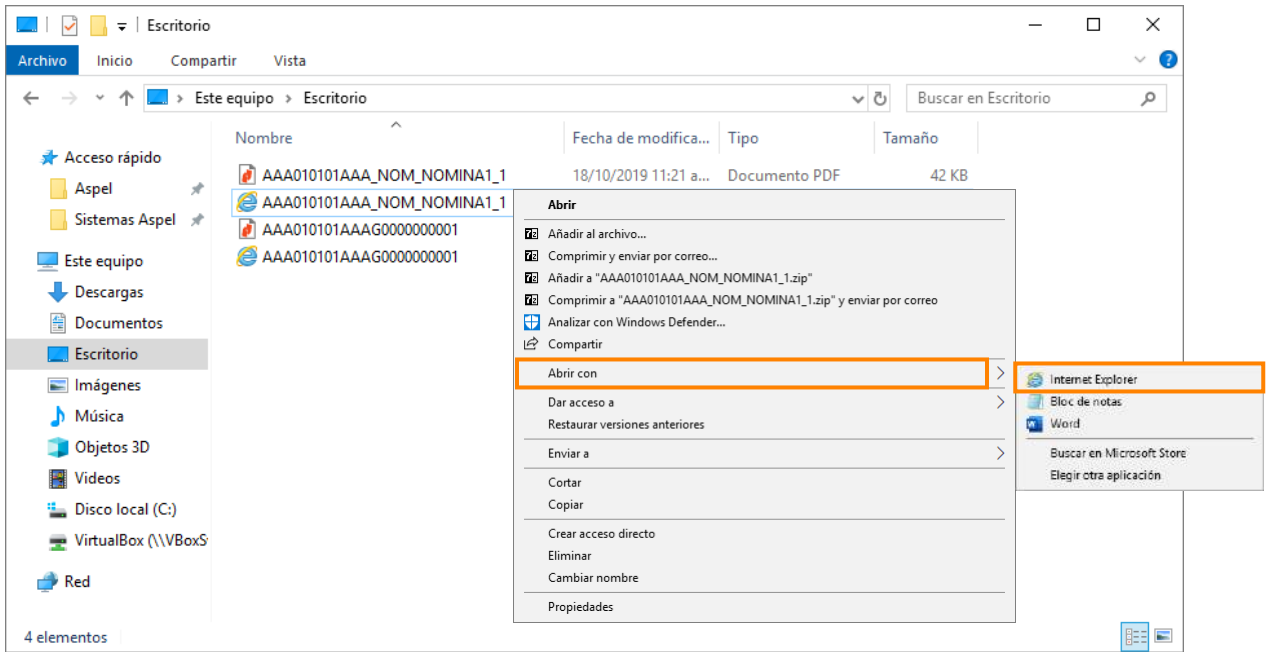 Escritorio
Archivo Inicio Compartir Vista
Este equipo > Escritorio
Buscar en Escritorio
Nombre Fecha de modifica... Tipo Tamaño
AAA010101AAA_NOM_NOMINA1_1 18/10/2019 11:21 a... Documento PDF 42 KB
AAA010101AAA_NOM_NOMINA1_1
AAA010101AAAG0000000001
AAA010101AAAG0000000001
Acceso rápido
Aspel
Sistemas Aspel
Este equipo
Descargas
Documentos
Escritorio
Imágenes
Música
Objetos 3D
Videos
Disco local (C:)
VirtualBox (\\VBoxS
Red
4 elementos
Abrir
Añadir al archivo...
Comprimir y enviar por correo...
Añadir a "AAA010101AAA_NOM_NOMINA1_1.zip"
Comprimir a "AAA010101AAA_NOM_NOMINA1_1.zip" y enviar por correo
Analizar con Windows Defender...
Compartir
Abrir con
Dar acceso a
Restaurar versiones anteriores
Enviar a
Cortar
Copiar
Crear acceso directo
Eliminar
Cambiar nombre
Propiedades
Internet Explorer
Bloc de notas
Word
Buscar en Microsoft Store
Elegir otra aplicación